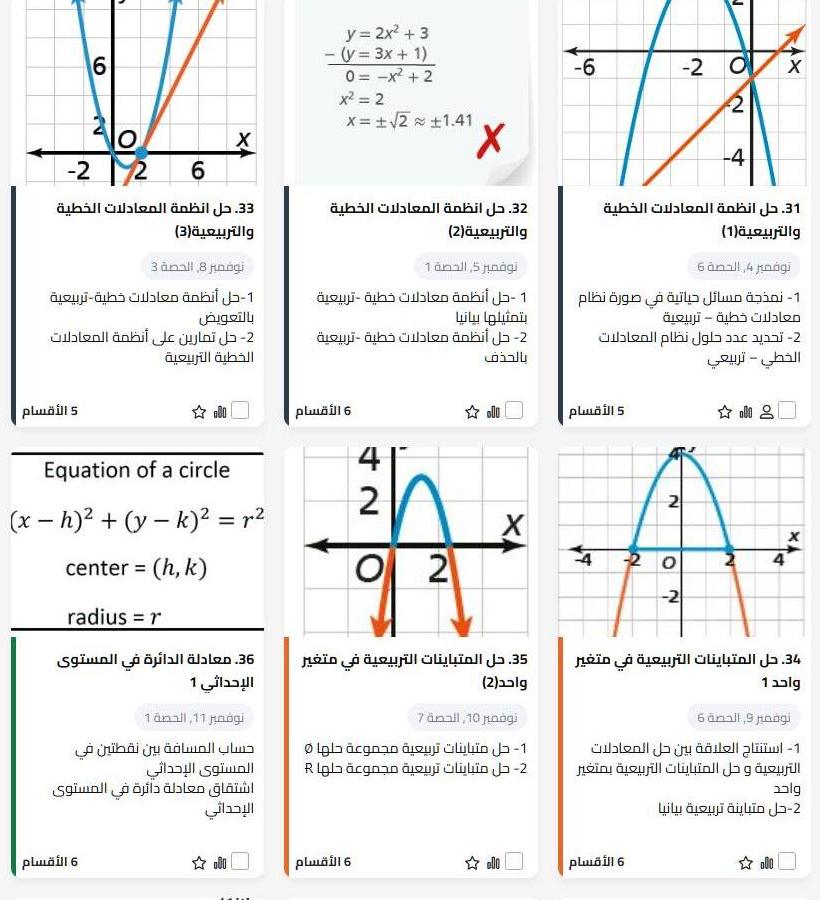 2
-6
-2
O
X
-2
-4
31. حل انظمة المعادلات الخطية
والتربيعية(1)
نوفمبر 4, الحصة 6
1- نمذجة مسائل حياتية في صورة نظام
معادلات خطية – تربيعية
2- تحديد عدد حلول نظام المعادلات
الخطي – تربيعي
5 الأقسام
y = 2x² + 3
− (y = 3x + 1)
0 = −x² + 2
x² = 2
x = ±√2 ≈ ±1.41
32. حل انظمة المعادلات الخطية
والتربيعية(2)
نوفمبر 5, الحصة 1
1 -حل أنظمة معادلات خطية -تربيعية
بتمثيلها بيانيا
2- حل أنظمة معادلات خطية -تربيعية
بالحذف
6 الأقسام
y
6
2
O
X
-2
2
6
33. حل انظمة المعادلات الخطية
والتربيعية(3)
نوفمبر 8, الحصة 3
1-حل أنظمة معادلات خطية-تربيعية
بالتعويض
2- حل تمارين على أنظمة المعادلات
الخطية التربيعية
5 الأقسام
4
y
2
x
-4
-2
O
2
4
-2
34. حل المتباينات التربيعية في متغير
واحد 1
نوفمبر 9, الحصة 6
1- استنتاج العلاقة بين حل المعادلات
التربيعية و حل المتباينات التربيعية بمتغير
واحد
2-حل متباينة تربيعية بيانيا
6 الأقسام
4
2
X
O
2
35. حل المتباينات التربيعية في متغير
واحد(2)
نوفمبر 10, الحصة 7
1- حل متباينات تربيعية مجموعة حلها Ø
2- حل متباينات تربيعية مجموعة حلها R
6 الأقسام
Equation of a circle
(x − h)² + (y − k)² = r²
center = (h, k)
radius = r
36. معادلة الدائرة في المستوى
الإحداثي 1
نوفمبر 11, الحصة 1
حساب المسافة بين نقطتين في
المستوى الإحداثي
اشتقاق معادلة دائرة في المستوى
الإحداثي
6 الأقسام